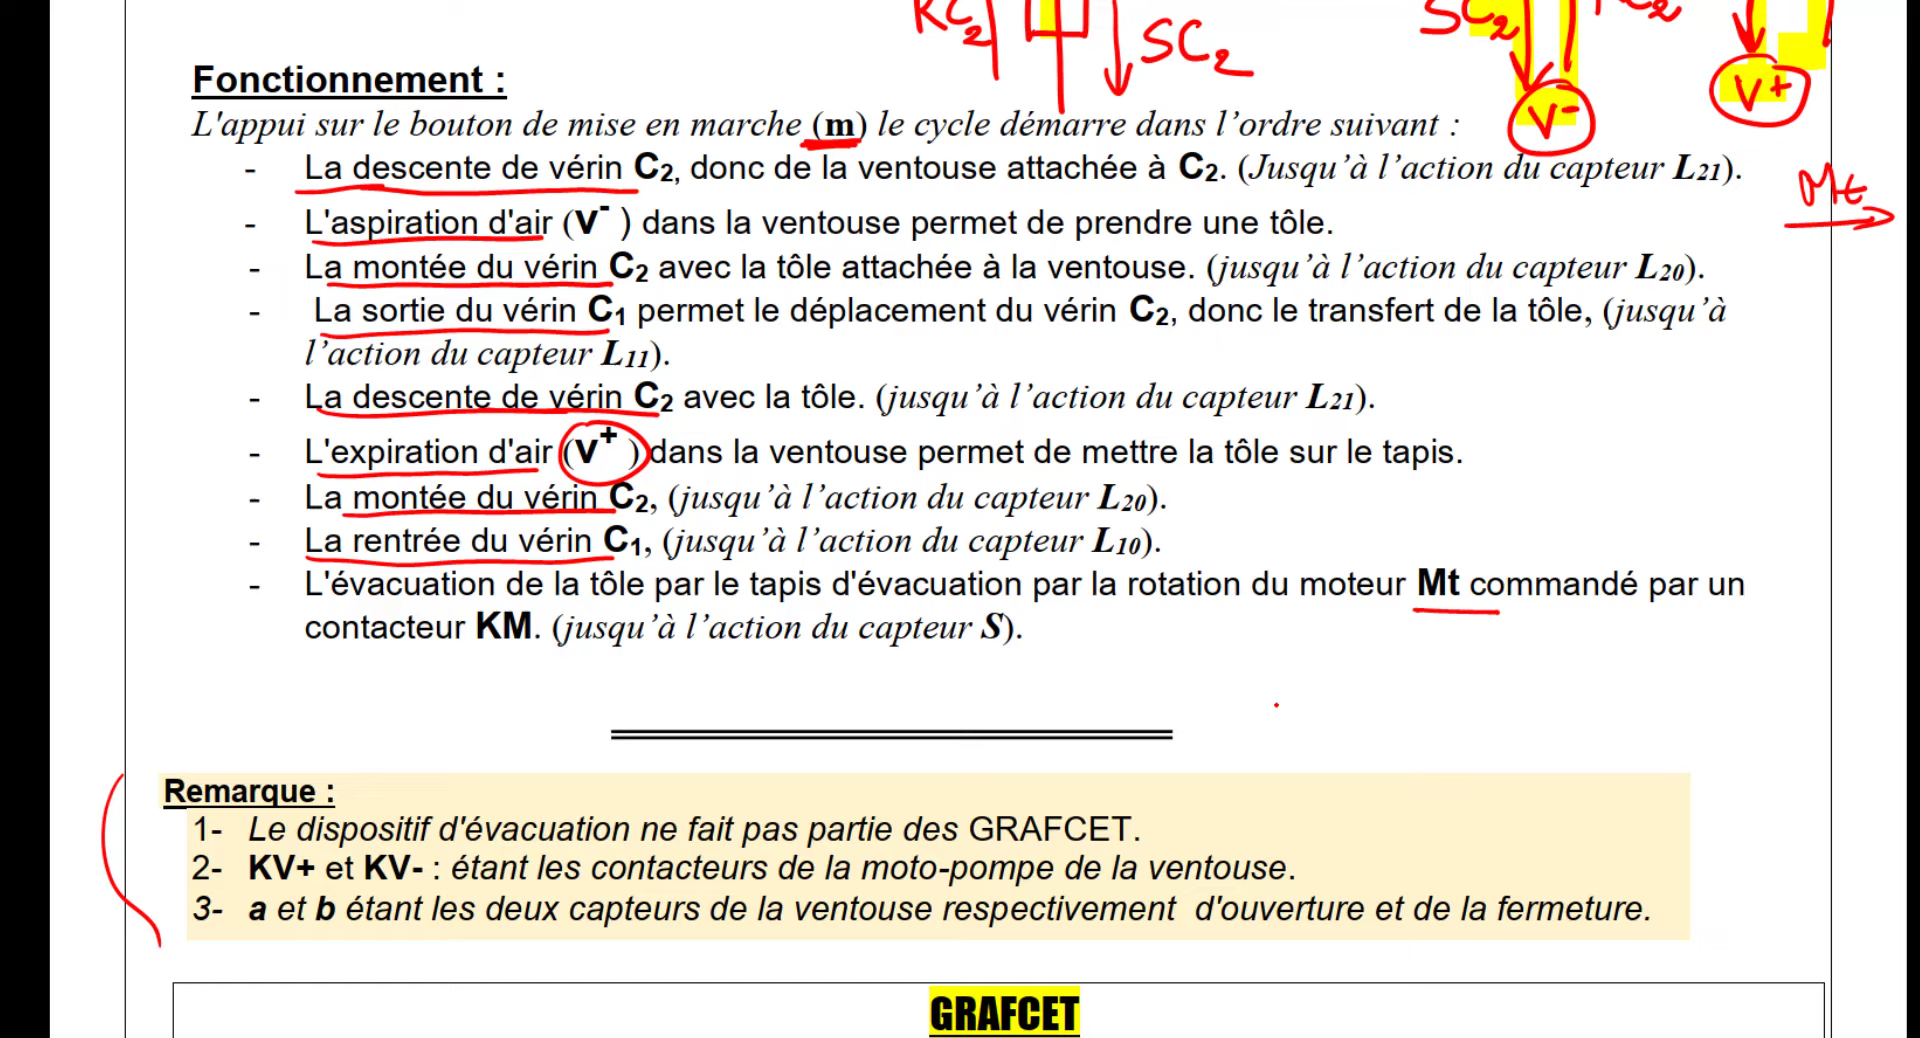 RC2 SC2 SC2 RC2
Fonctionnement :
L'appui sur le bouton de mise en marche (m) le cycle démarre dans l'ordre suivant : V- V+
- La descente de vérin C2, donc de la ventouse attachée à C2. (Jusqu'à l'action du capteur L21).
Mt
- L'aspiration d'air (V-) dans la ventouse permet de prendre une tôle.
- La montée du vérin C2 avec la tôle attachée à la ventouse. (jusqu'à l'action du capteur L20).
- La sortie du vérin C1 permet le déplacement du vérin C2, donc le transfert de la tôle, (jusqu'à
l'action du capteur L11).
- La descente de vérin C2 avec la tôle. (jusqu'à l'action du capteur L21).
- L'expiration d'air (V+) dans la ventouse permet de mettre la tôle sur le tapis.
- La montée du vérin C2, (jusqu'à l'action du capteur L20).
- La rentrée du vérin C1, (jusqu'à l'action du capteur L10).
- L'évacuation de la tôle par le tapis d'évacuation par la rotation du moteur Mt commandé par un
contacteur KM. (jusqu'à l'action du capteur S).
Remarque :
1- Le dispositif d'évacuation ne fait pas partie des GRAFCET.
2- KV+ et KV- : étant les contacteurs de la moto-pompe de la ventouse.
3- a et b étant les deux capteurs de la ventouse respectivement d'ouverture et de la fermeture.
GRAFCET